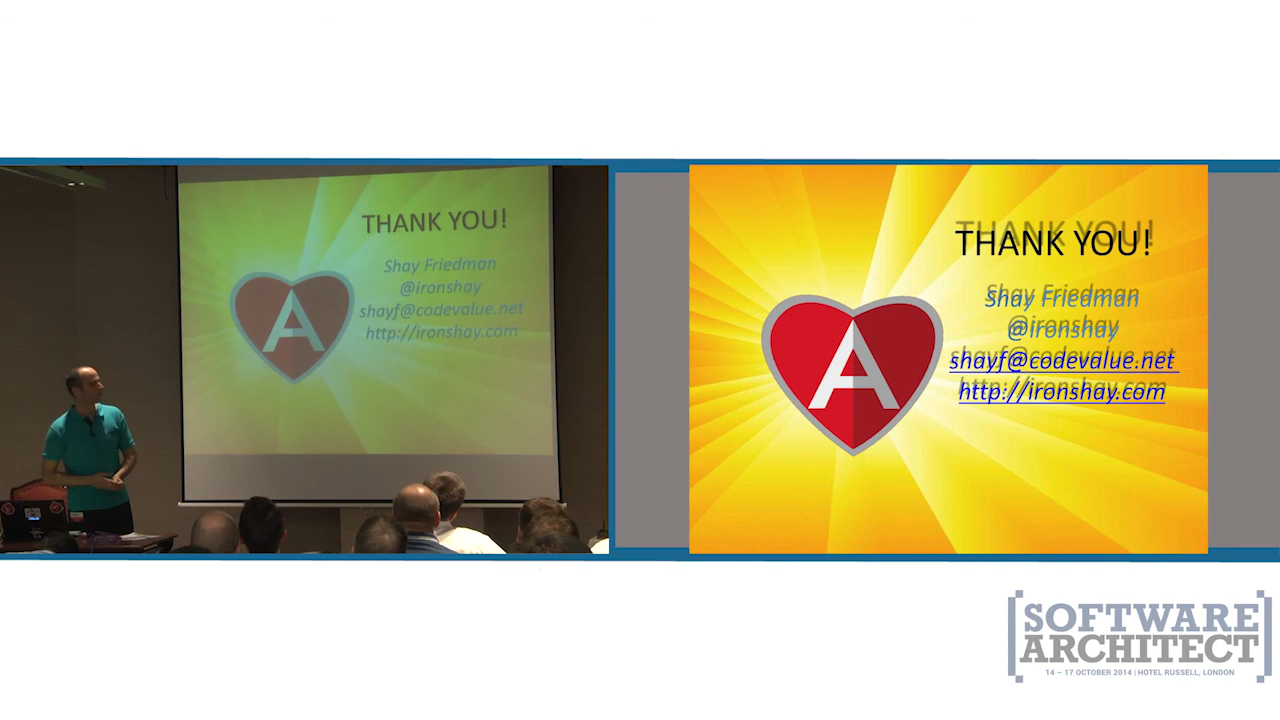 THANK YOU!
Shay Friedman
@ironshay
shayf@codevalue.net
http://ironshay.com
A
THANK YOU!
Shay Friedman
@ironshay
shayf@codevalue.net
http://ironshay.com
A
[SOFTWARE
ARCHITECT]
14 – 17 OCTOBER 2014 | HOTEL RUSSELL, LONDON